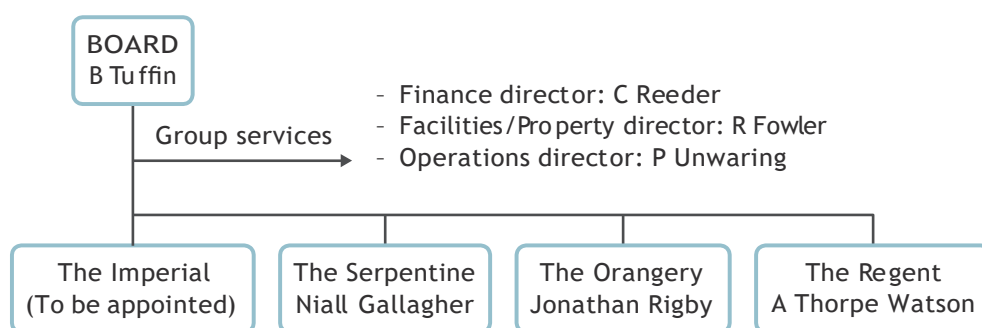 BOARD
B Tuffin
Group services
- Finance director: C Reeder
- Facilities/Property director: R Fowler
- Operations director: P Unwaring
The Imperial
(To be appointed)
The Serpentine
Niall Gallagher
The Orangery
Jonathan Rigby
The Regent
A Thorpe Watson